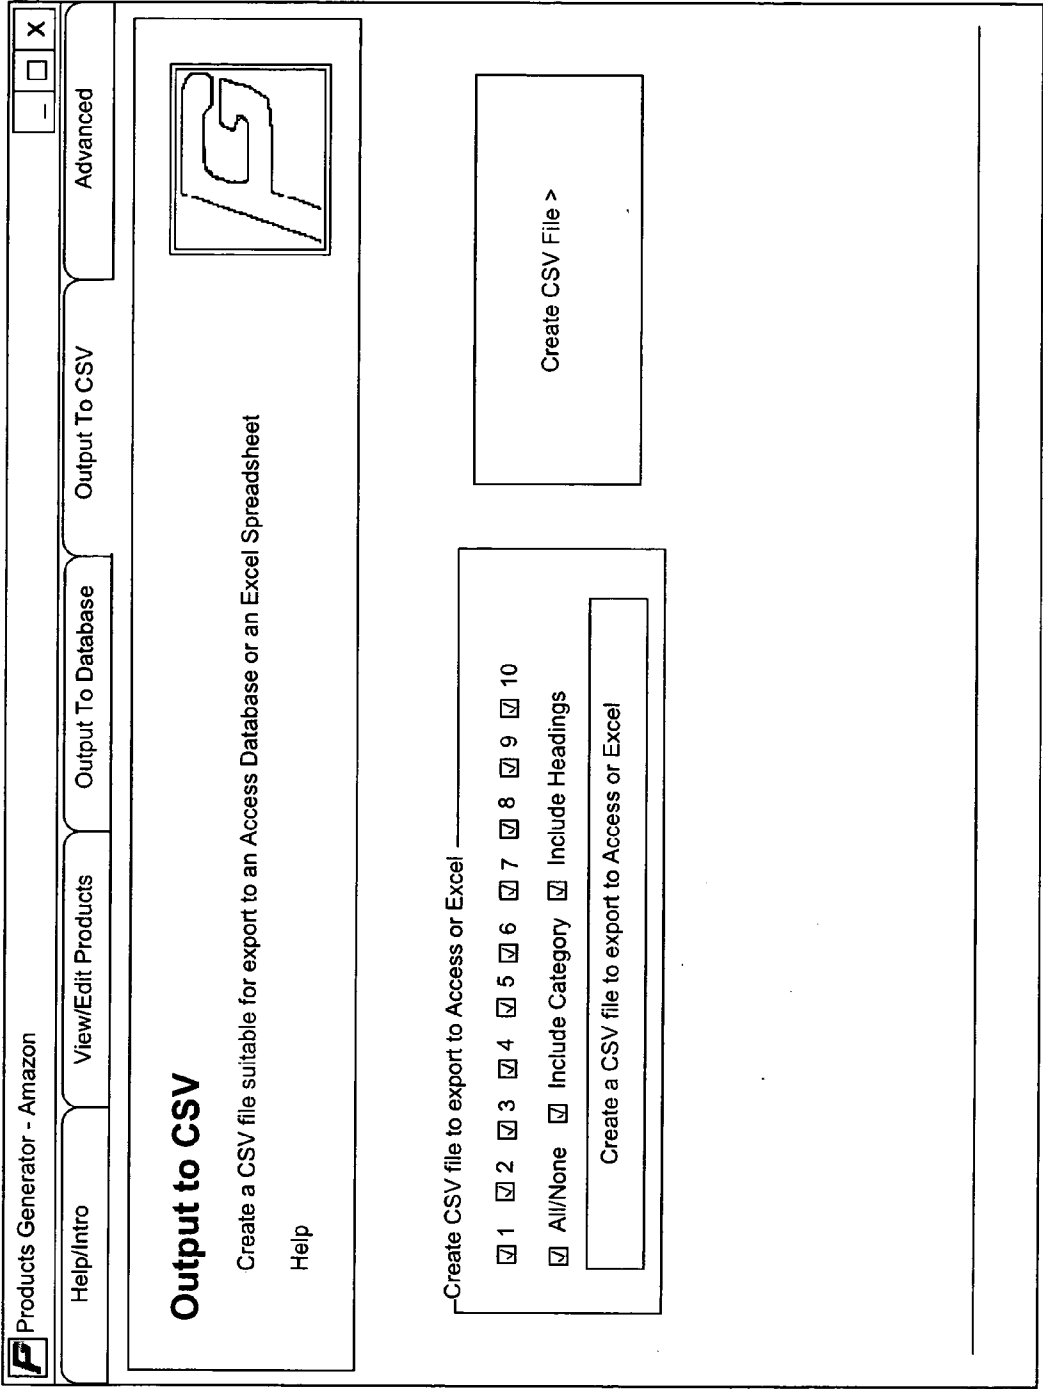 Products Generator - Amazon
_ □ X
Help/Intro
View/Edit Products
Output To Database
Output To CSV
Advanced
Output to CSV
Create a CSV file suitable for export to an Access Database or an Excel Spreadsheet
Help
Create CSV file to export to Access or Excel
☑ 1 ☑ 2 ☑ 3 ☑ 4 ☑ 5 ☑ 6 ☑ 7 ☑ 8 ☑ 9 ☑ 10
☑ All/None ☑ Include Category ☑ Include Headings
Create a CSV file to export to Access or Excel
Create CSV File >